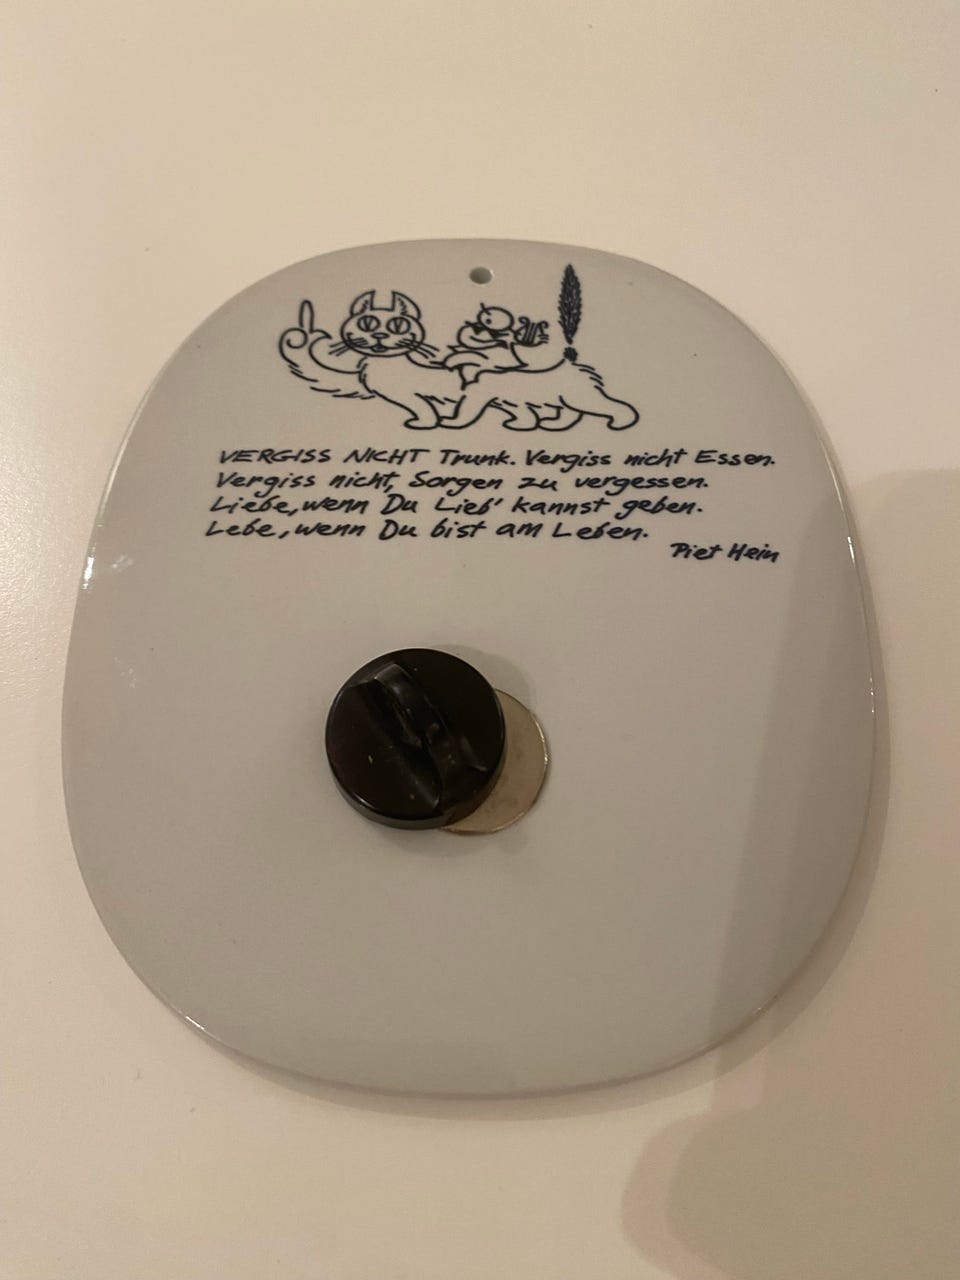 VERGISS NICHT Trunk. Vergiss nicht Essen.
Vergiss nicht, Sorgen zu vergessen.
Liebe, wenn Du Lieb' kannst geben.
Lebe, wenn Du bist am Leben.
Piet Hein